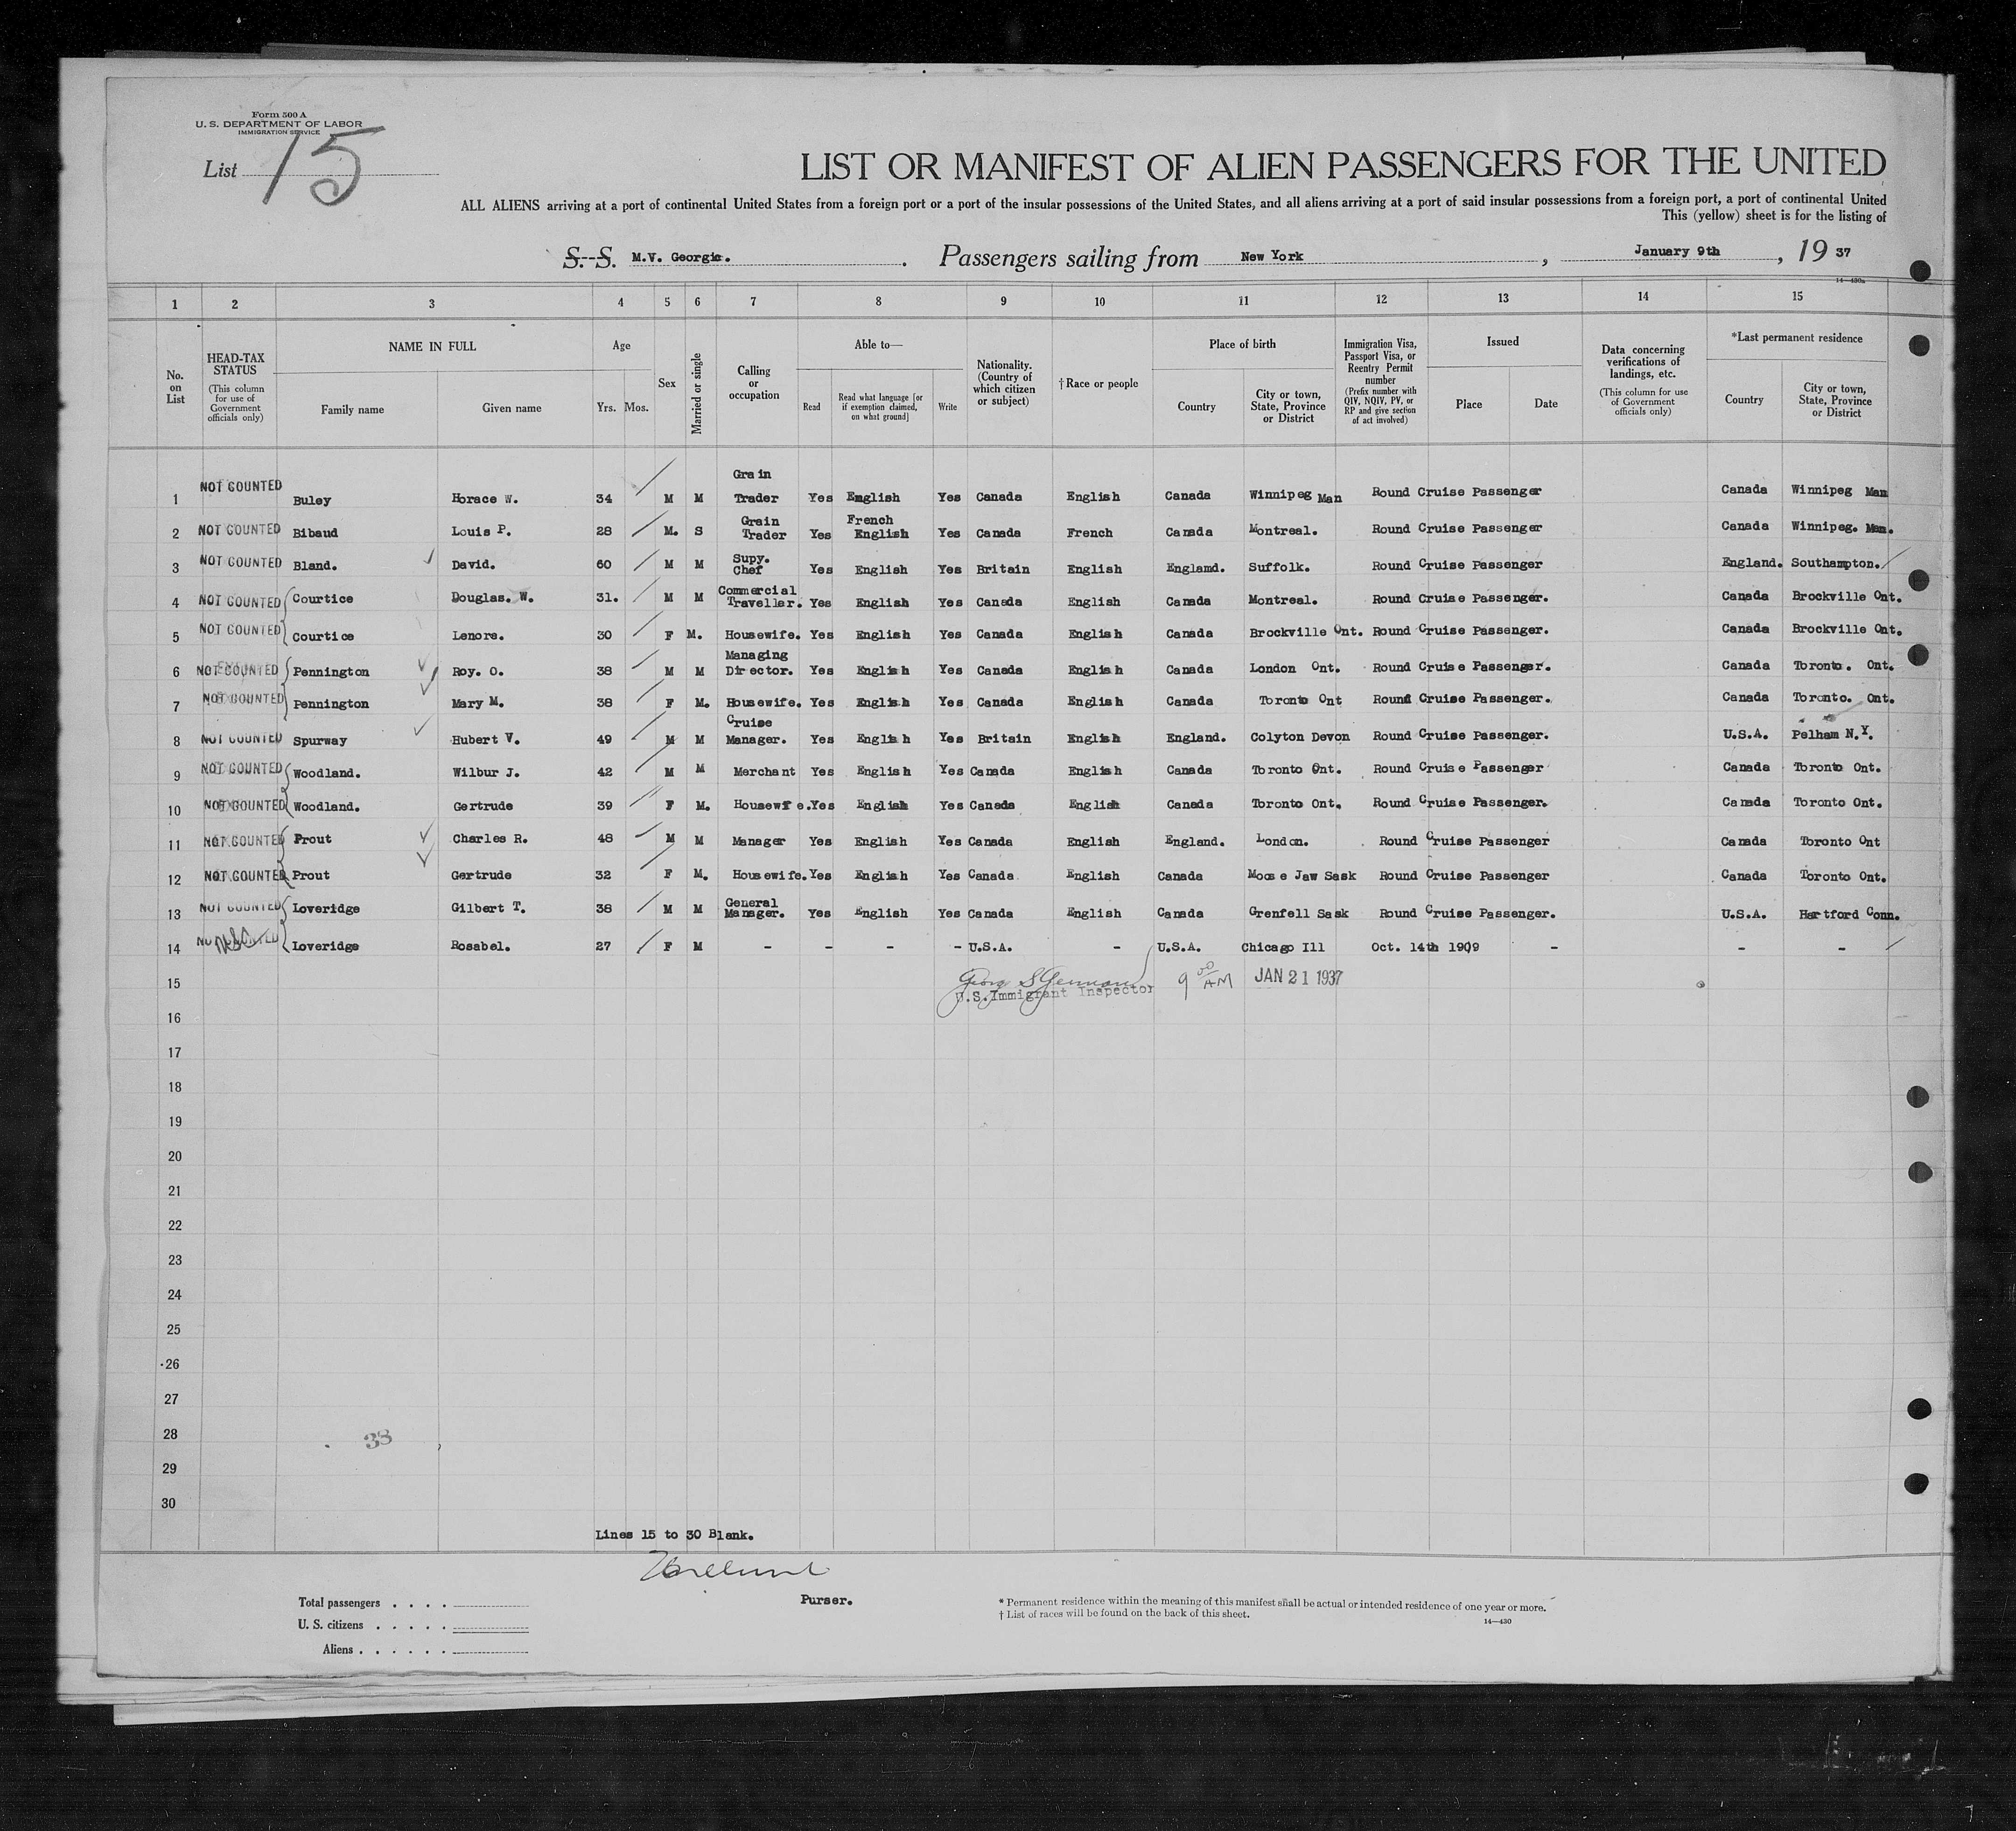 Form 500 A
U. S. DEPARTMENT OF LABOR
IMMIGRATION SERVICE
List 15
LIST OR MANIFEST OF ALIEN PASSENGERS FOR THE UNITED
ALL ALIENS arriving at a port of continental United States from a foreign port or a port of the insular possessions of the United States, and all aliens arriving at a port of said insular possessions from a foreign port, a port of continental United
This (yellow) sheet is for the listing of
S. S. M.V. Georgic. Passengers sailing from New York, January 9th, 19 37
14—430a
1 2 3 4 5 6 7 8 9 10 11 12 13 14 15
No. on List
HEAD-TAX STATUS (This column for use of Government officials only)
NAME IN FULL Family name Given name
Age Yrs. Mos.
Sex
Married or single
Calling or occupation
Able to— Read Read what language [or if exemption claimed, on what ground] Write
Nationality. (Country of which citizen or subject)
† Race or people
Place of birth Country City or town, State, Province or District
Immigration Visa, Passport Visa, or Reentry Permit number (Prefix number with QIV, NQIV, PV, or RP and give section of act involved)
Issued Place Date
Data concerning verifications of landings, etc. (This column for use of Government officials only)
*Last permanent residence Country City or town, State, Province or District
1 NOT COUNTED Buley Horace W. 34 M M Grain Trader Yes English Yes Canada English Canada Winnipeg Man Round Cruise Passenger Canada Winnipeg Man
2 NOT COUNTED Bibaud Louis P. 28 M. S Grain Trader Yes French English Yes Canada French Canada Montreal. Round Cruise Passenger Canada Winnipeg. Man.
3 NOT COUNTED Bland. David. 60 M M Supy. Chef Yes English Yes Britain English Englamd. Suffolk. Round Cruise Passenger England. Southampton.
4 NOT COUNTED Courtice Douglas. W. 31. M M Commercial Traveller. Yes English Yes Canada English Canada Montreal. Round Cruise Passenger. Canada Brockville Ont.
5 NOT COUNTED Courtice Lenore. 30 F M. Housewife. Yes English Yes Canada English Canada Brockville Ont. Round Cruise Passenger. Canada Brockville Ont.
6 NOT COUNTED Pennington Roy. O. 38 M M Managing Director. Yes English Yes Canada English Canada London Ont. Round Cruise Passenger. Canada Toronto. Ont.
7 NOT COUNTED Pennington Mary M. 38 F M. Housewife. Yes English Yes Canada English Canada Toronto Ont Round Cruise Passenger. Canada Toronto. Ont.
8 NOT COUNTED Spurway Hubert V. 49 M M Cruise Manager. Yes English Yes Britain English England. Colyton Devon Round Cruise Passenger. U.S.A. Pelham N.Y.
9 NOT COUNTED Woodland. Wilbur J. 42 M M Merchant Yes English Yes Canada English Canada Toronto Ont. Round Cruise Passenger Canada Toronto Ont.
10 NOT COUNTED Woodland. Gertrude 39 F M. Housewife. Yes English Yes Canada English Canada Toronto Ont. Round Cruise Passenger. Canada Toronto Ont.
11 NOT COUNTED Prout Charles R. 48 M M Manager Yes English Yes Canada English England. London. Round Cruise Passenger Canada Toronto Ont
12 NOT COUNTED Prout Gertrude 32 F M. Housewife. Yes English Yes Canada English Canada Moose Jaw Sask Round Cruise Passenger Canada Toronto Ont.
13 NOT COUNTED Loveridge Gilbert T. 38 M M General Manager. Yes English Yes Canada English Canada Grenfell Sask Round Cruise Passenger. U.S.A. Hartford Conn.
14 NOT COUNTED Loveridge Rosabel. 27 F M - - - - U.S.A. - U.S.A. Chicago Ill Oct. 14th 1909 - - -
15 U.S. Immigrant Inspector 9 00 AM JAN 21 1937
16
17
18
19
20
21
22
23
24
25
26
27
28 33
29
30
Lines 15 to 30 Blank.
Purser.
Total passengers
U. S. citizens
Aliens
* Permanent residence within the meaning of this manifest shall be actual or intended residence of one year or more.
† List of races will be found on the back of this sheet.
14—430